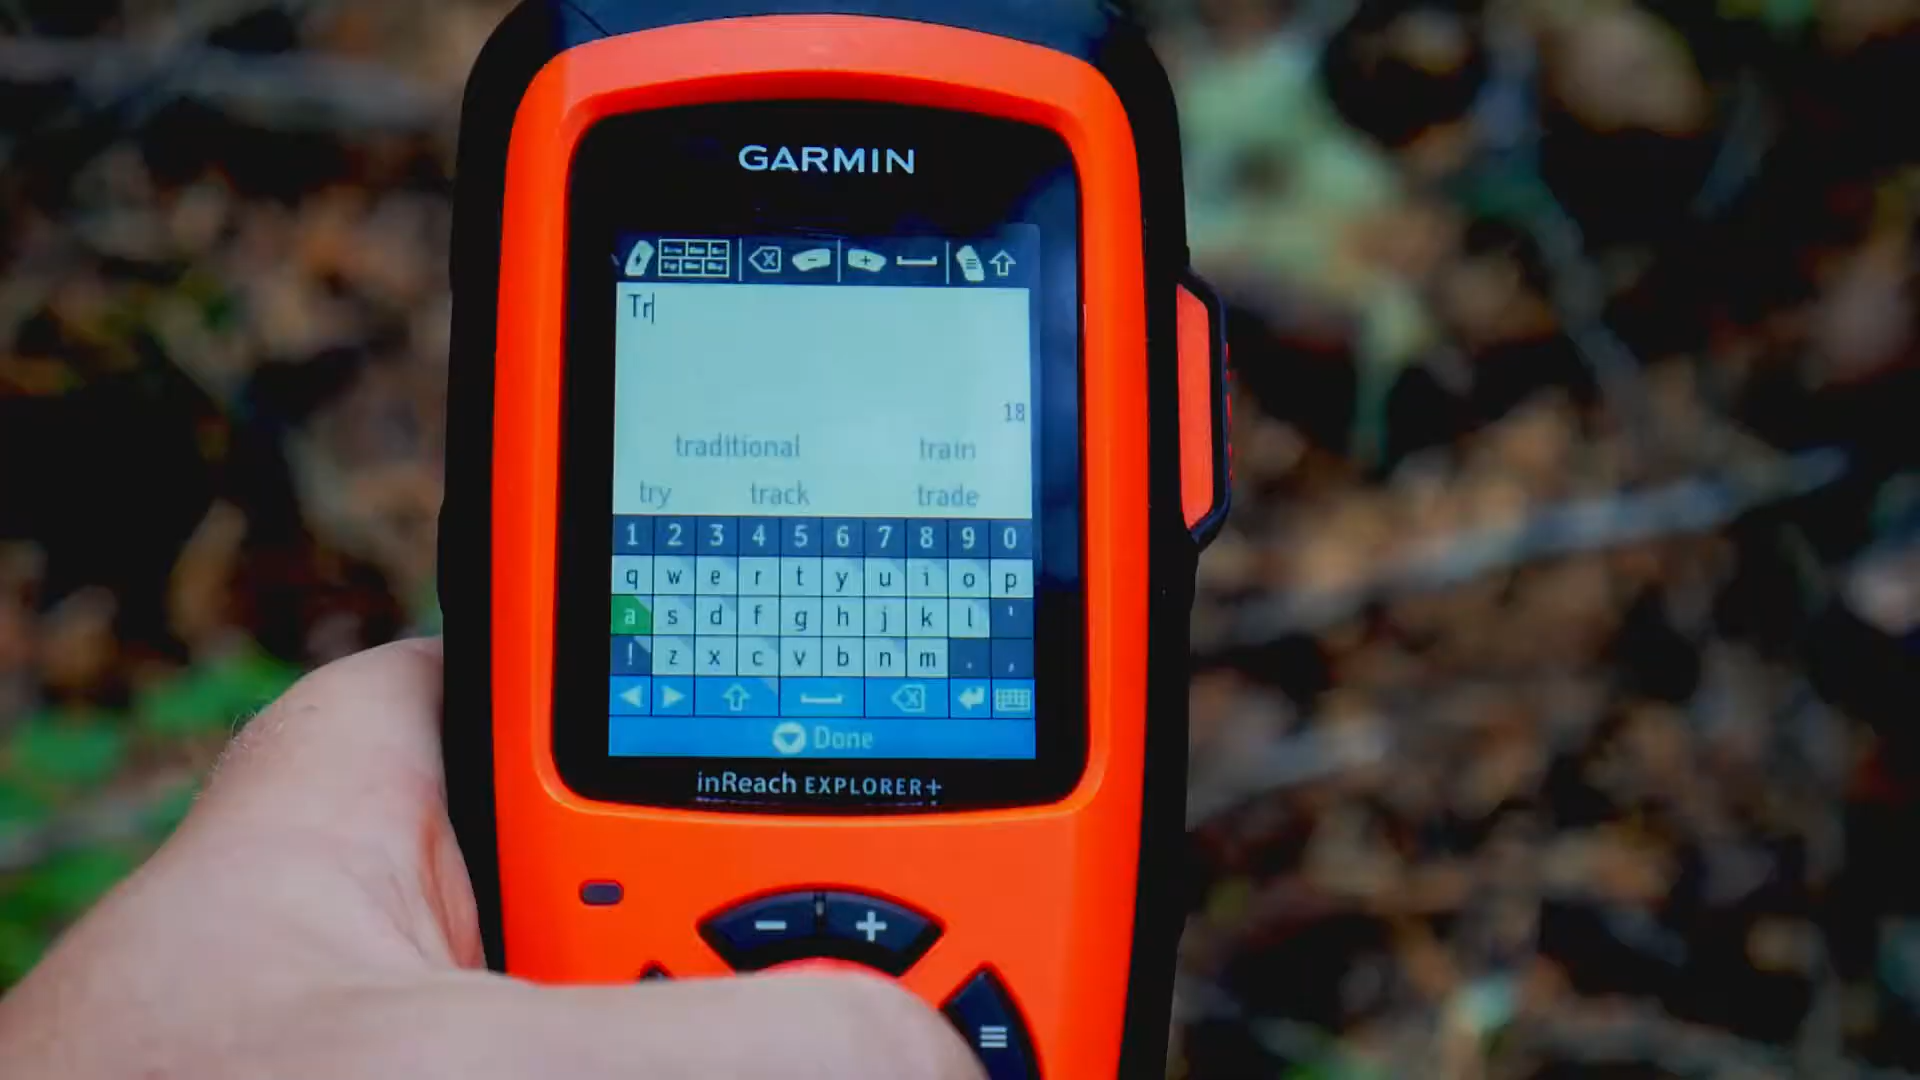 GARMIN
Tr
18
traditional train
try track trade
1 2 3 4 5 6 7 8 9 0
q w e r t y u i o p
a s d f g h j k l '
! z x c v b n m . ,
Done
inReach EXPLORER+